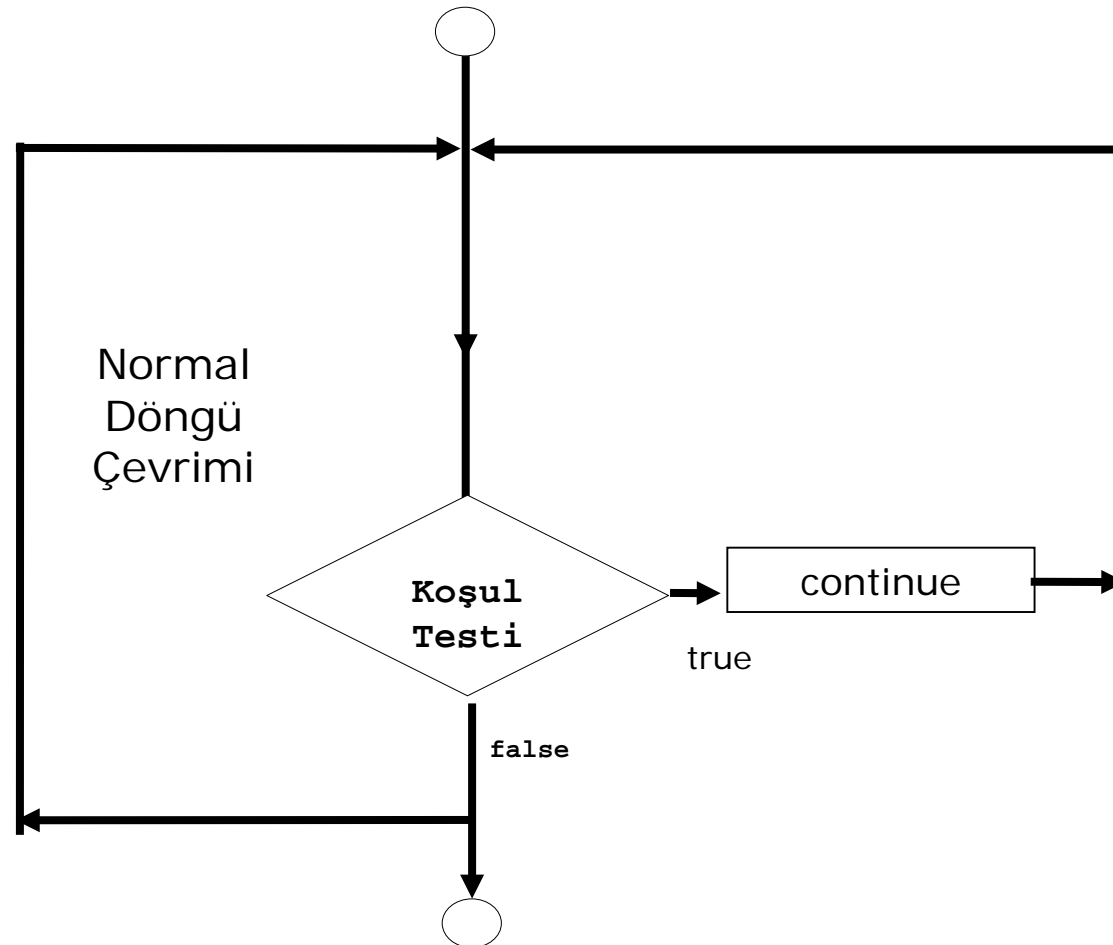 Normal
Döngü
Çevrimi
Koşul
Testi
continue
true
false